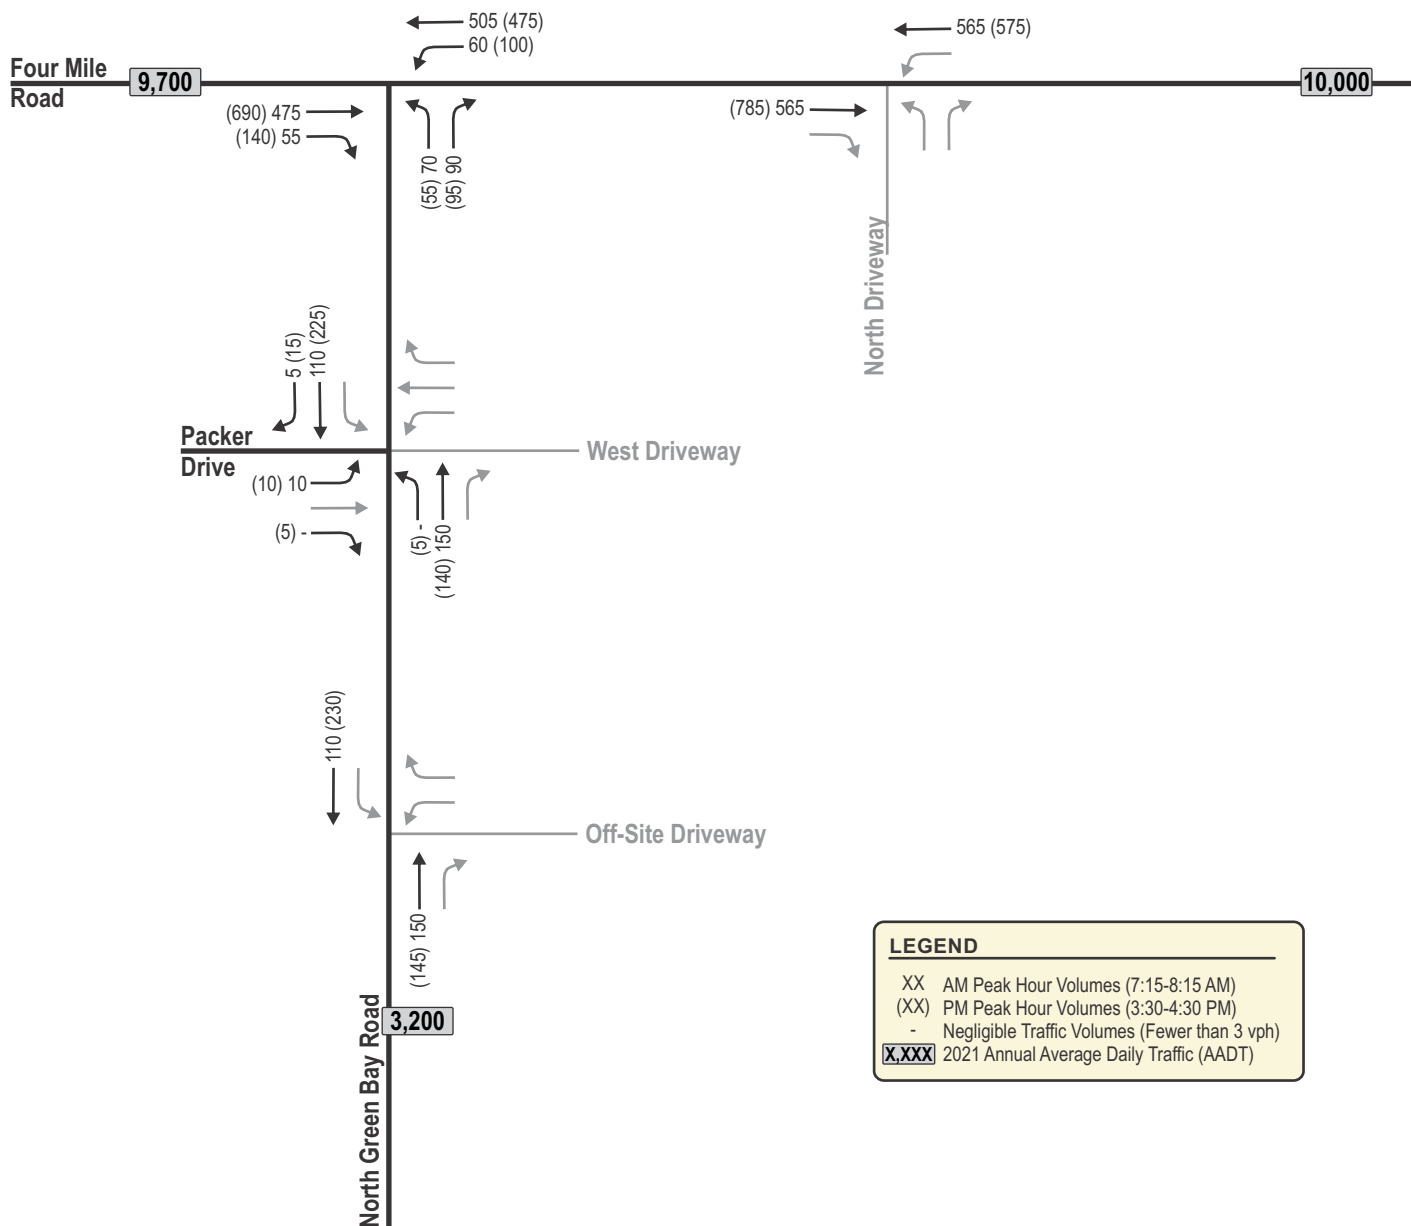 505 (475)
60 (100)
565 (575)
Four Mile
Road
9,700
10,000
(690) 475
(140) 55
(785) 565
(55) 70
(95) 90
North Driveway
5 (15)
110 (225)
Packer
Drive
West Driveway
(10) 10
(5) -
(5) -
(140) 150
110 (230)
Off-Site Driveway
(145) 150
North Green Bay Road
3,200
LEGEND
XX AM Peak Hour Volumes (7:15-8:15 AM)
(XX) PM Peak Hour Volumes (3:30-4:30 PM)
- Negligible Traffic Volumes (Fewer than 3 vph)
X,XXX 2021 Annual Average Daily Traffic (AADT)